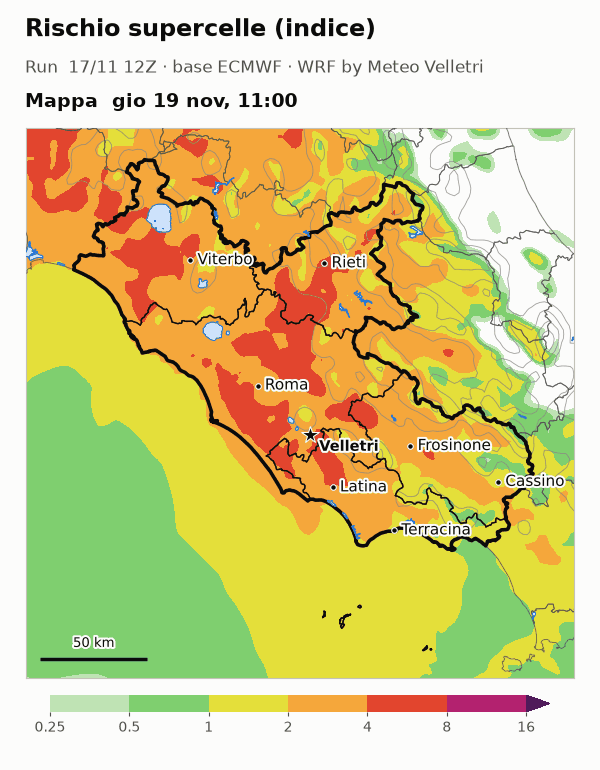 Rischio supercelle (indice)
Run  17/11 12Z · base ECMWF · WRF by Meteo Velletri
Mappa  gio 19 nov, 11:00
Viterbo
Rieti
Roma
Velletri
Frosinone
Latina
Cassino
Terracina
50 km
0.25 0.5 1 2 4 8 16